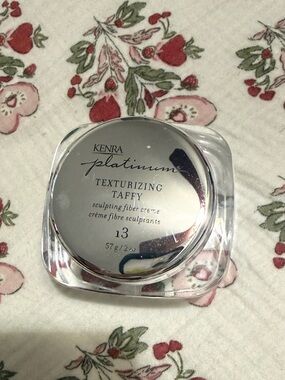 KENRA
platinum
TEXTURIZING
TAFFY
sculpting fiber creme
crème fibre sculptante
13
57 g / 2 oz